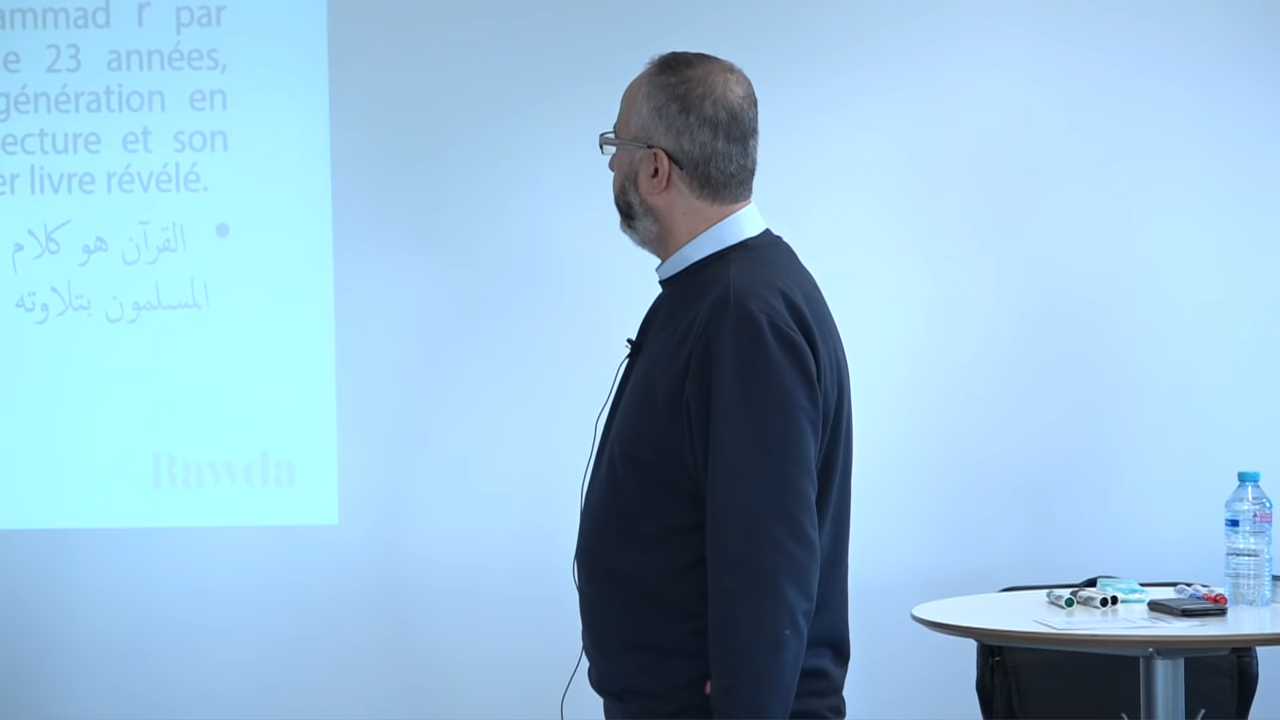 ammad r par
e 23 années,
génération en
ecture et son
er livre révélé.
القرآن هو كلام
المسلمون بتلاوته
Rawda